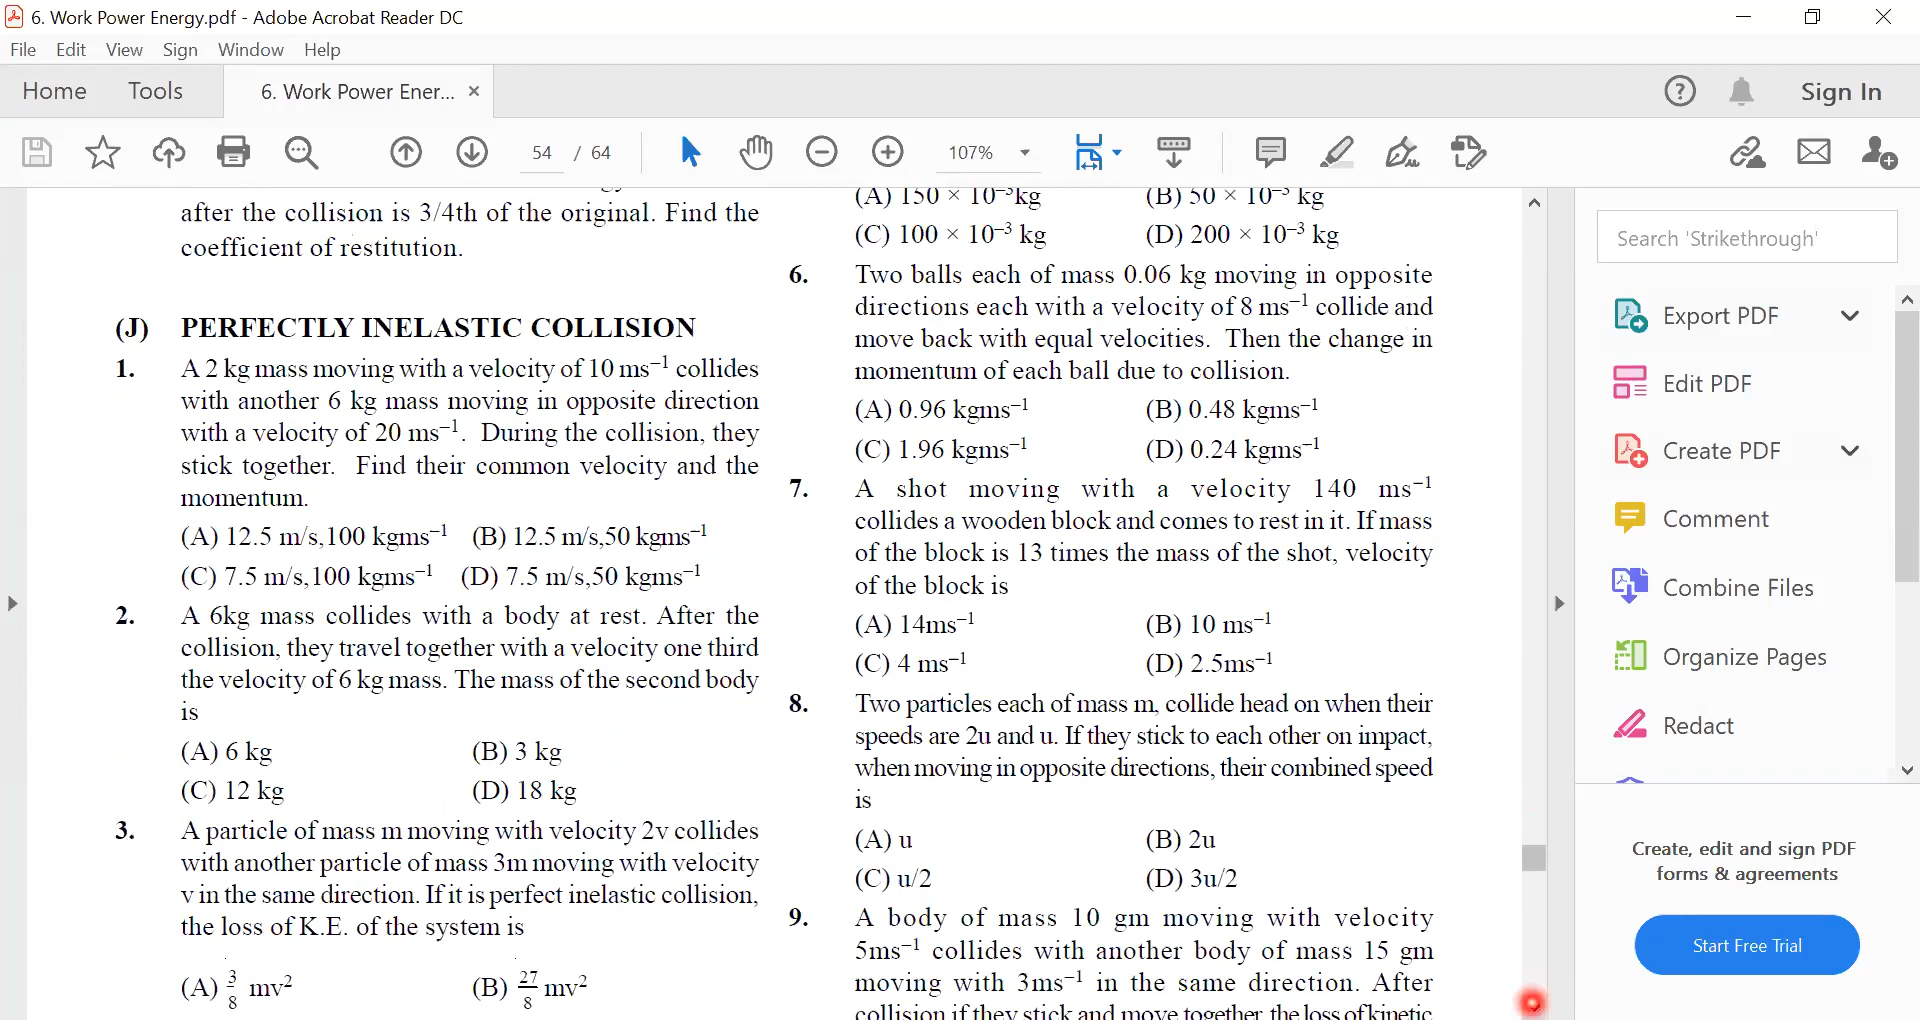 6. Work Power Energy.pdf - Adobe Acrobat Reader DC
File Edit View Sign Window Help
Home Tools 6. Work Power Ener... × Sign In
54 / 64 107%
after the collision is 3/4th of the original. Find the
coefficient of restitution.
(J) PERFECTLY INELASTIC COLLISION
1. A 2 kg mass moving with a velocity of 10 ms⁻¹ collides
with another 6 kg mass moving in opposite direction
with a velocity of 20 ms⁻¹. During the collision, they
stick together. Find their common velocity and the
momentum.
(A) 12.5 m/s,100 kgms⁻¹ (B) 12.5 m/s,50 kgms⁻¹
(C) 7.5 m/s,100 kgms⁻¹ (D) 7.5 m/s,50 kgms⁻¹
2. A 6kg mass collides with a body at rest. After the
collision, they travel together with a velocity one third
the velocity of 6 kg mass. The mass of the second body
is
(A) 6 kg (B) 3 kg
(C) 12 kg (D) 18 kg
3. A particle of mass m moving with velocity 2v collides
with another particle of mass 3m moving with velocity
v in the same direction. If it is perfect inelastic collision,
the loss of K.E. of the system is
(A) 3/8 mv² (B) 27/8 mv²
(A) 150 × 10⁻³kg (B) 50 × 10⁻³ kg
(C) 100 × 10⁻³ kg (D) 200 × 10⁻³ kg
6. Two balls each of mass 0.06 kg moving in opposite
directions each with a velocity of 8 ms⁻¹ collide and
move back with equal velocities. Then the change in
momentum of each ball due to collision.
(A) 0.96 kgms⁻¹ (B) 0.48 kgms⁻¹
(C) 1.96 kgms⁻¹ (D) 0.24 kgms⁻¹
7. A shot moving with a velocity 140 ms⁻¹
collides a wooden block and comes to rest in it. If mass
of the block is 13 times the mass of the shot, velocity
of the block is
(A) 14ms⁻¹ (B) 10 ms⁻¹
(C) 4 ms⁻¹ (D) 2.5ms⁻¹
8. Two particles each of mass m, collide head on when their
speeds are 2u and u. If they stick to each other on impact,
when moving in opposite directions, their combined speed
is
(A) u (B) 2u
(C) u/2 (D) 3u/2
9. A body of mass 10 gm moving with velocity
5ms⁻¹ collides with another body of mass 15 gm
moving with 3ms⁻¹ in the same direction. After
collision if they stick and move together, the loss of kinetic
Search 'Strikethrough'
Export PDF
Edit PDF
Create PDF
Comment
Combine Files
Organize Pages
Redact
Create, edit and sign PDF
forms & agreements
Start Free Trial